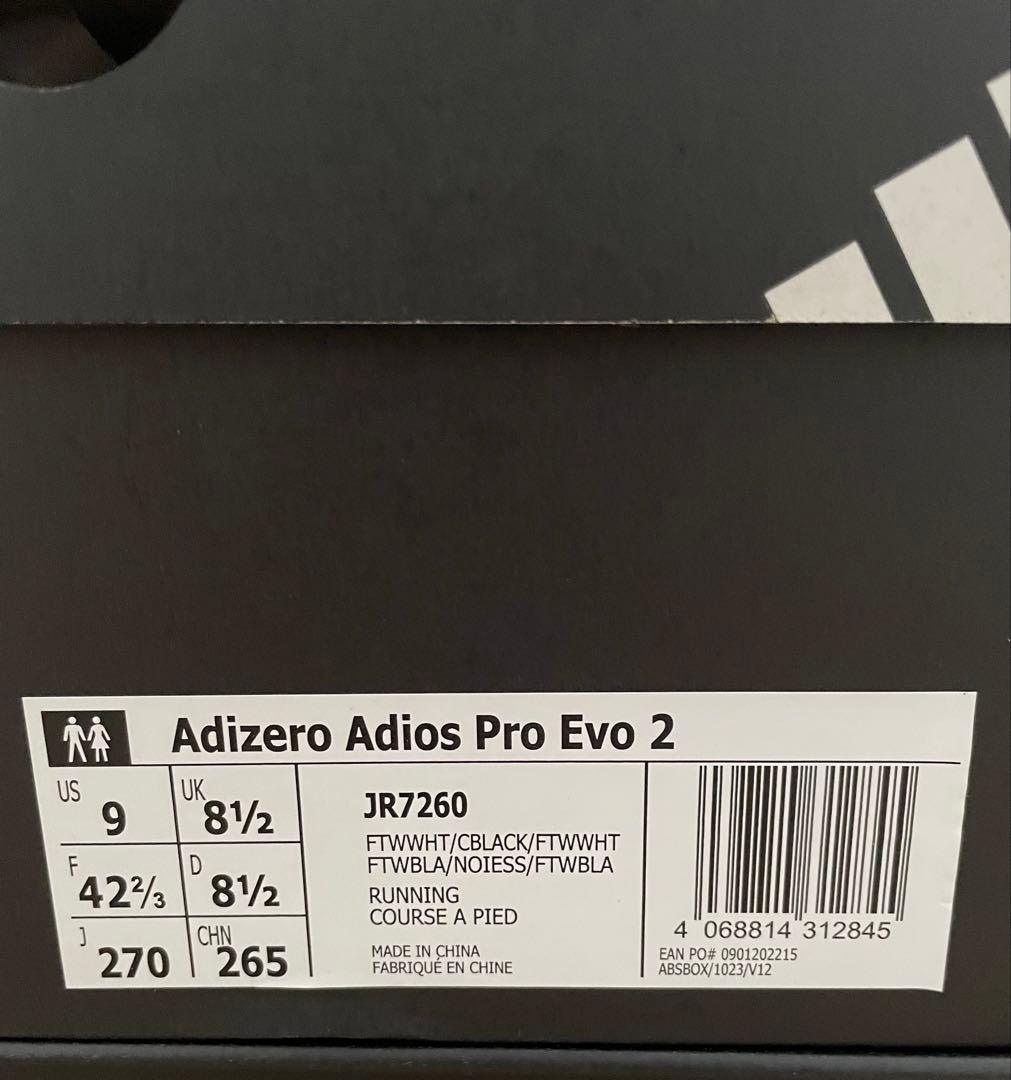 Adizero Adios Pro Evo 2
US 9 UK 8½
F 42⅔ D 8½
J 270 CHN 265
JR7260
FTWWHT/CBLACK/FTWWHT
FTWBLA/NOIESS/FTWBLA
RUNNING
COURSE A PIED
MADE IN CHINA
FABRIQUÉ EN CHINE
4 068814 312845
EAN PO# 0901202215
ABSBOX/1023/V12